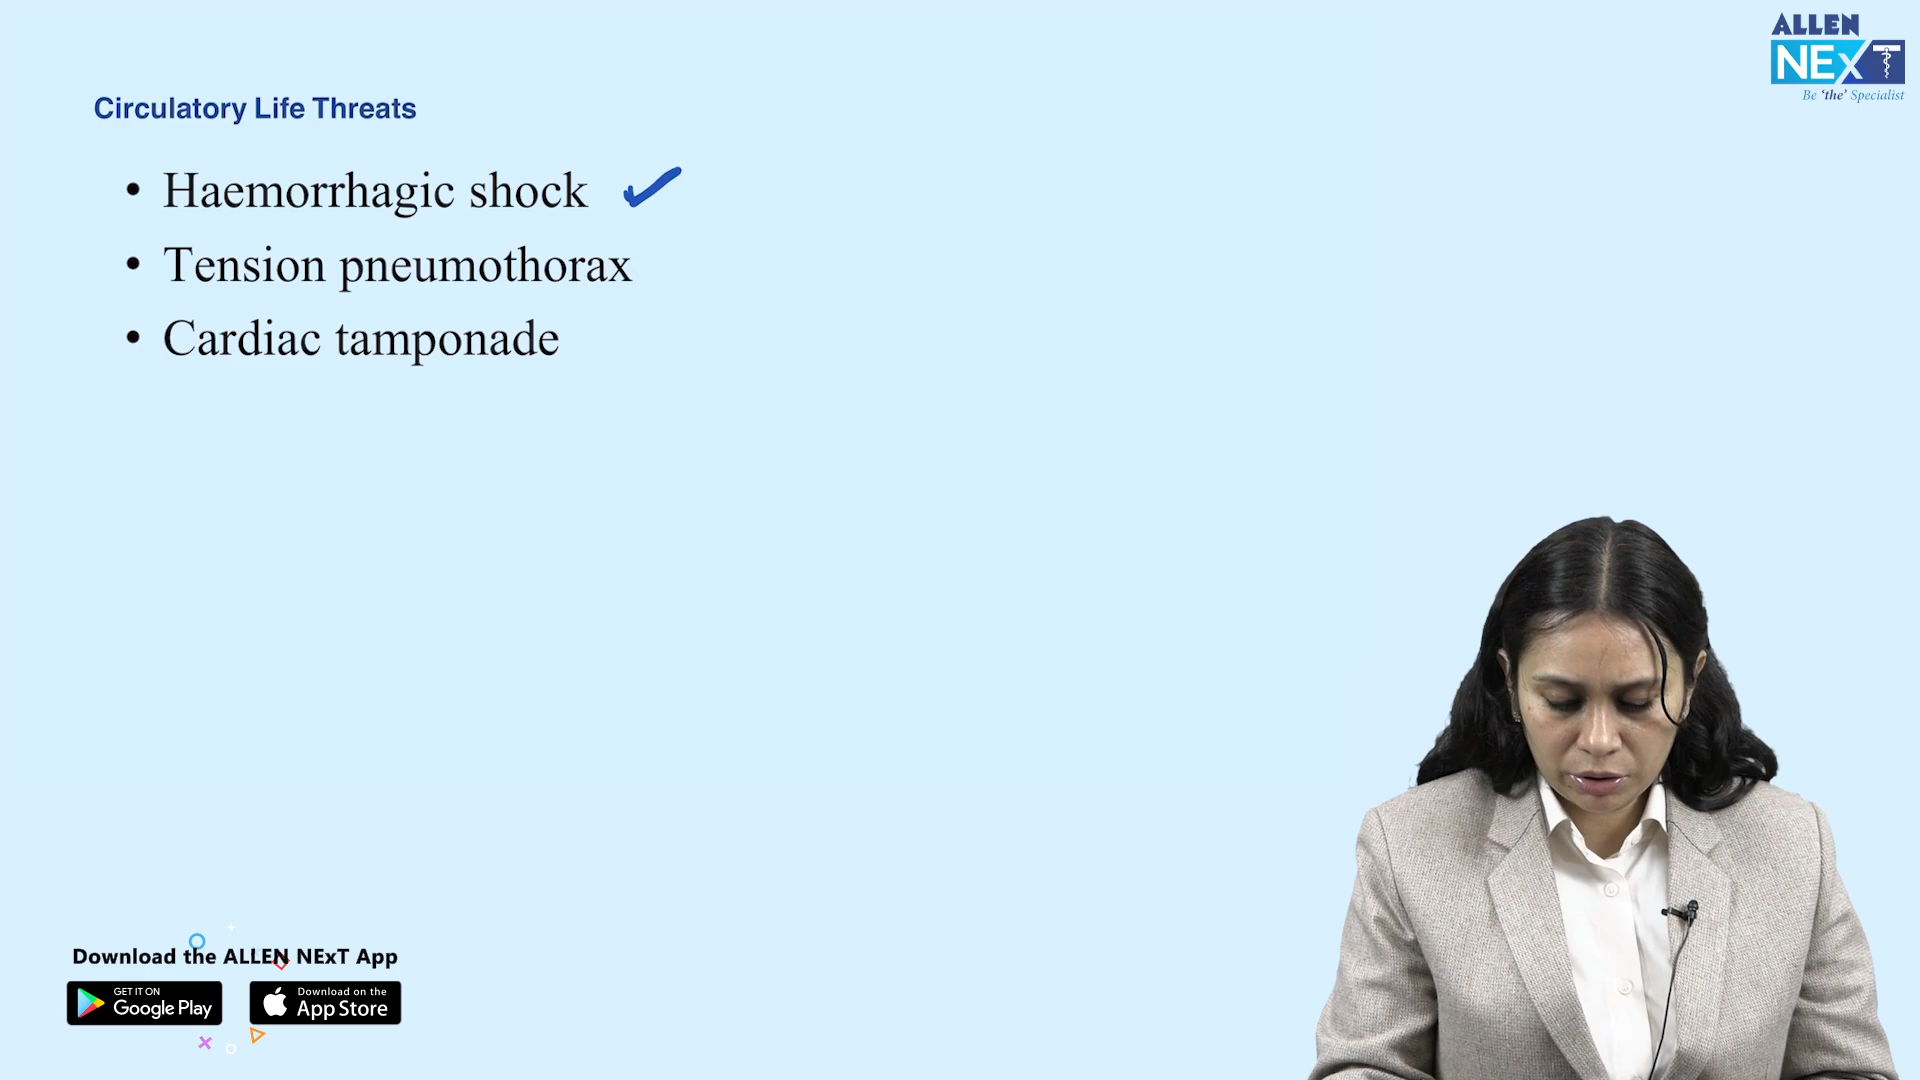 ALLEN
NExT
Be 'the' Specialist
Circulatory Life Threats
• Haemorrhagic shock
• Tension pneumothorax
• Cardiac tamponade
Download the ALLEN NExT App
GET IT ON
Google Play
Download on the
App Store